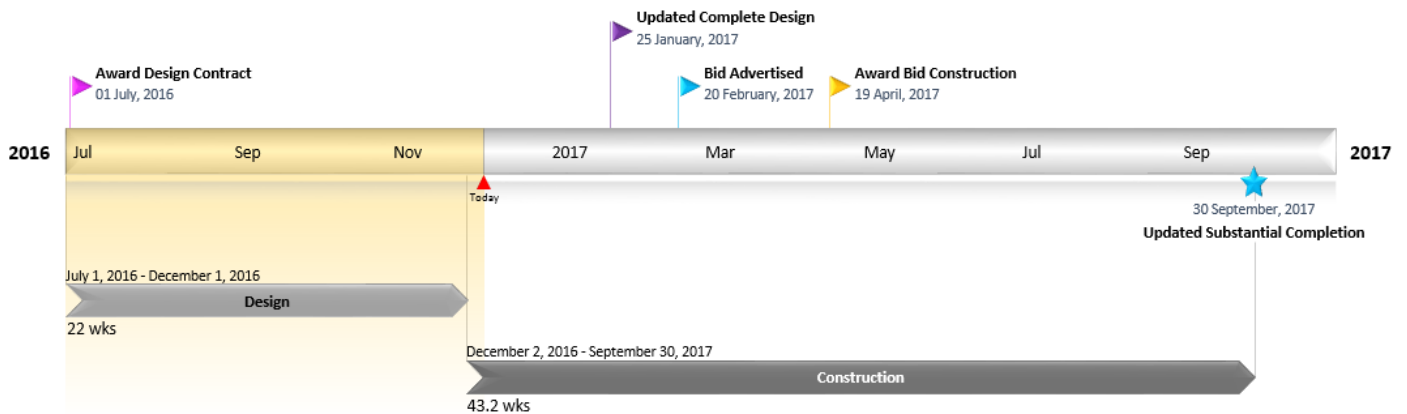 Updated Complete Design
25 January, 2017
Award Design Contract
01 July, 2016
Bid Advertised
20 February, 2017
Award Bid Construction
19 April, 2017
2016 Jul Sep Nov 2017 Mar May Jul Sep 2017
Today
30 September, 2017
Updated Substantial Completion
July 1, 2016 - December 1, 2016
Design
22 wks
December 2, 2016 - September 30, 2017
Construction
43.2 wks